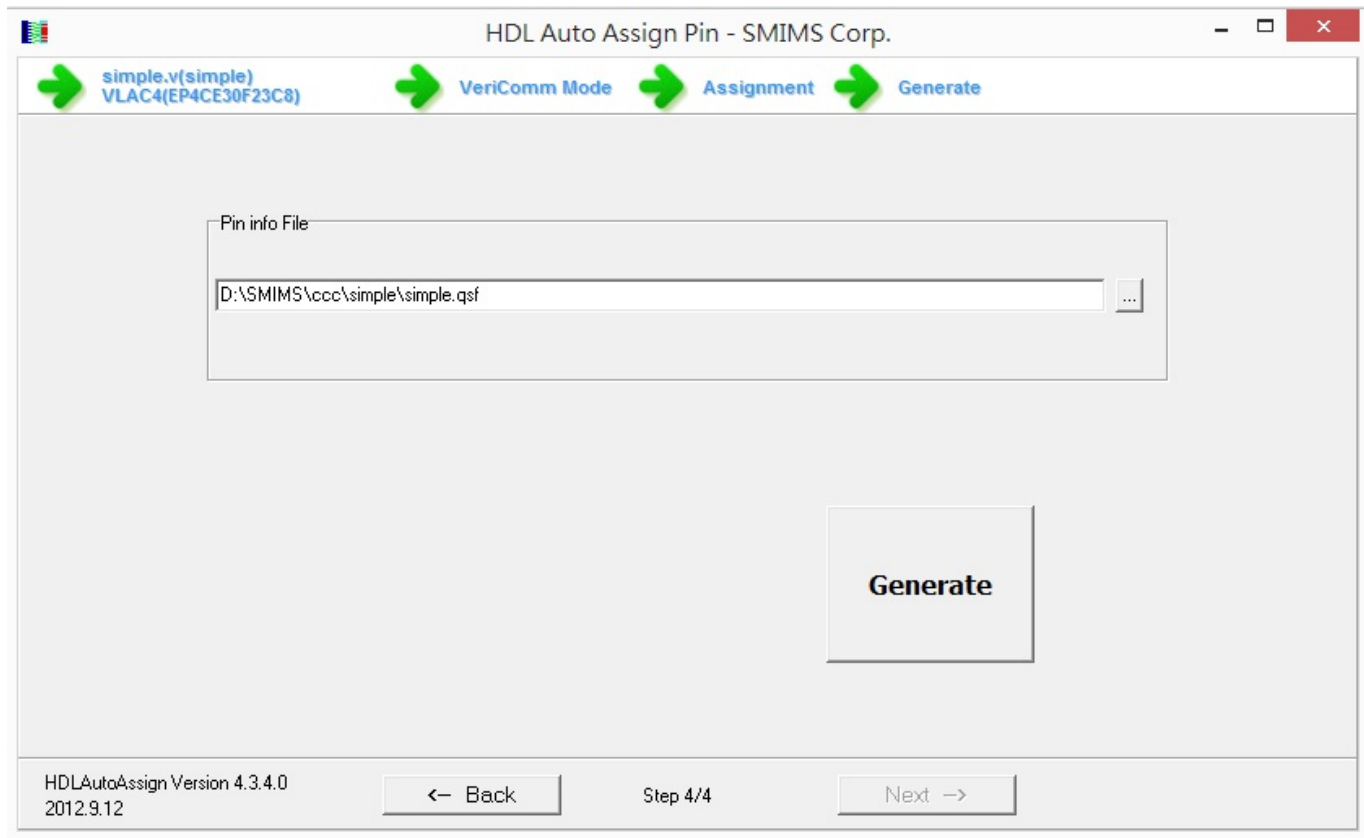 HDL Auto Assign Pin - SMIMS Corp.
simple.v(simple)
VLAC4(EP4CE30F23C8)
VeriComm Mode
Assignment
Generate
Pin info File
D:\SMIMS\ccc\simple\simple.qsf
...
Generate
HDLAutoAssign Version 4.3.4.0
2012.9.12
<- Back
Step 4/4
Next ->